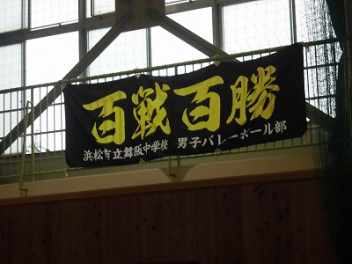 百戦百勝
浜松市立舞阪中学校 男子バレーボール部